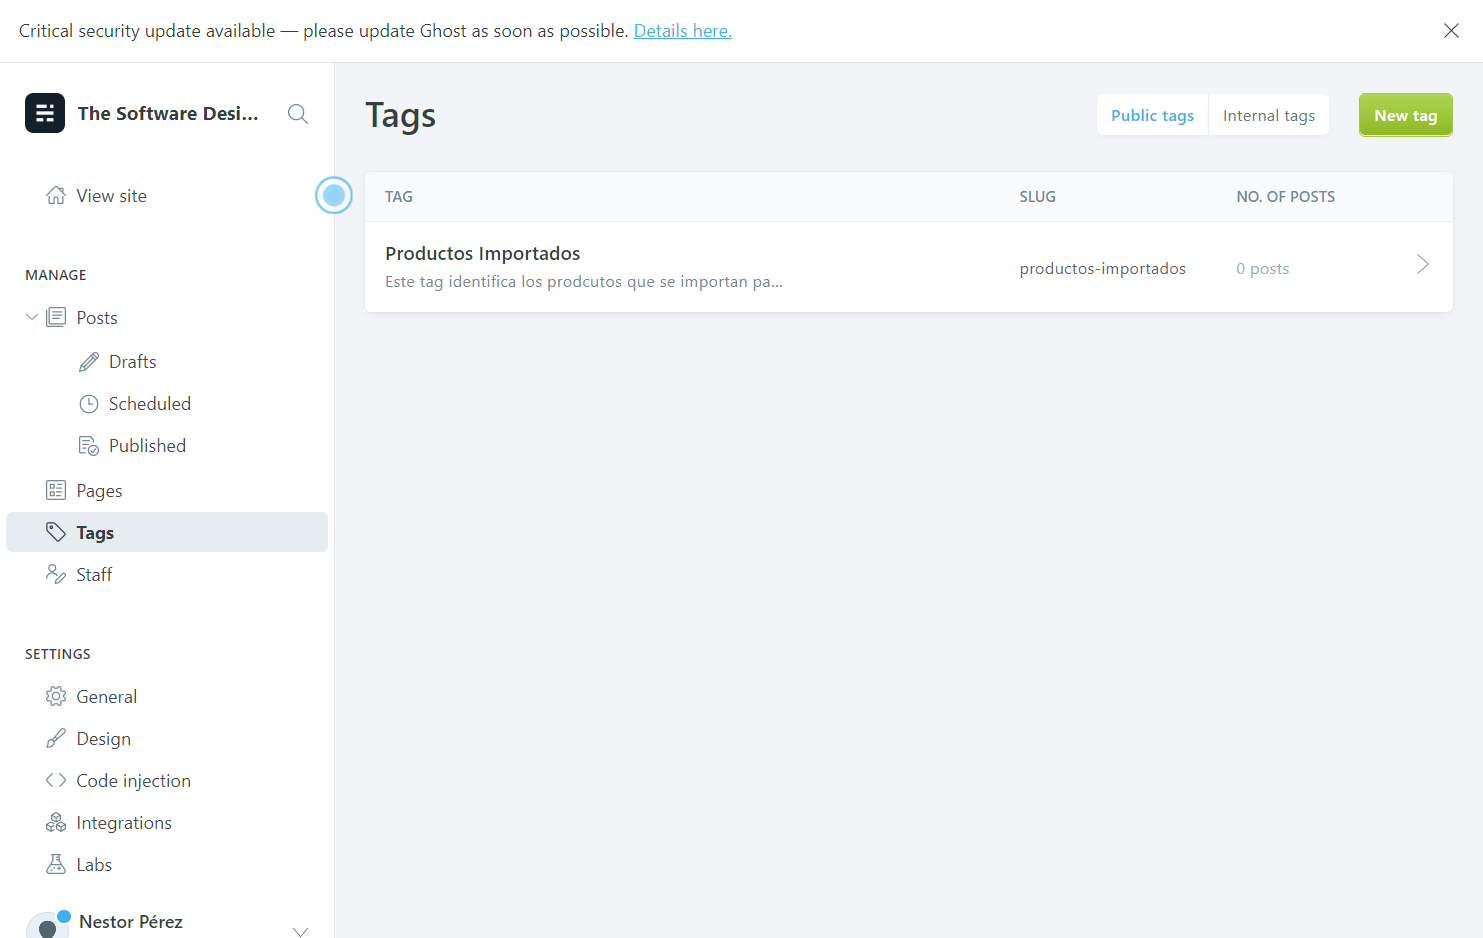 Critical security update available — please update Ghost as soon as possible. Details here.
The Software Desi...
View site
MANAGE
Posts
Drafts
Scheduled
Published
Pages
Tags
Staff
SETTINGS
General
Design
Code injection
Integrations
Labs
Nestor Pérez
Tags
Public tags
Internal tags
New tag
TAG SLUG NO. OF POSTS
Productos Importados
Este tag identifica los prodcutos que se importan pa...
productos-importados
0 posts